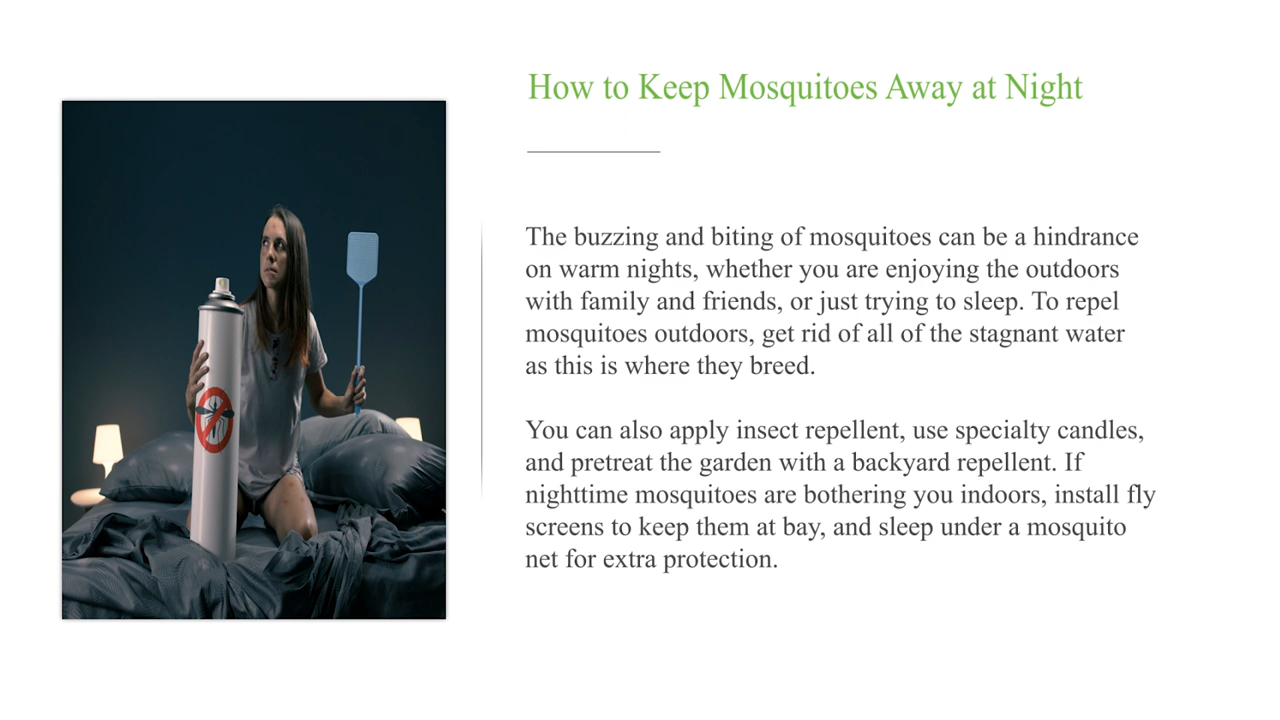 How to Keep Mosquitoes Away at Night
The buzzing and biting of mosquitoes can be a hindrance
on warm nights, whether you are enjoying the outdoors
with family and friends, or just trying to sleep. To repel
mosquitoes outdoors, get rid of all of the stagnant water
as this is where they breed.
You can also apply insect repellent, use specialty candles,
and pretreat the garden with a backyard repellent. If
nighttime mosquitoes are bothering you indoors, install fly
screens to keep them at bay, and sleep under a mosquito
net for extra protection.